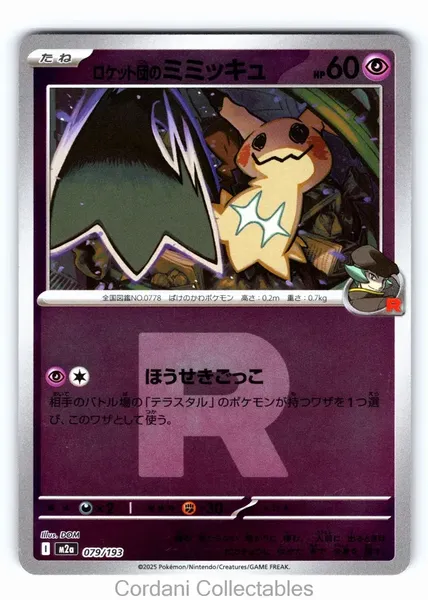 たね
ロケット団のミミッキュ
HP60
全国図鑑NO.0778 ばけのかわポケモン 高さ:0.2m 重さ:0.7kg
R
R
ほうせきごっこ
相手のバトル場の「テラスタル」のポケモンが持つワザを1つ選
び、このワザとして使う。
×2
-30
Illus. DOM
I M2a 079/193
©2025 Pokémon/Nintendo/Creatures/GAME FREAK.
Cordani Collectables